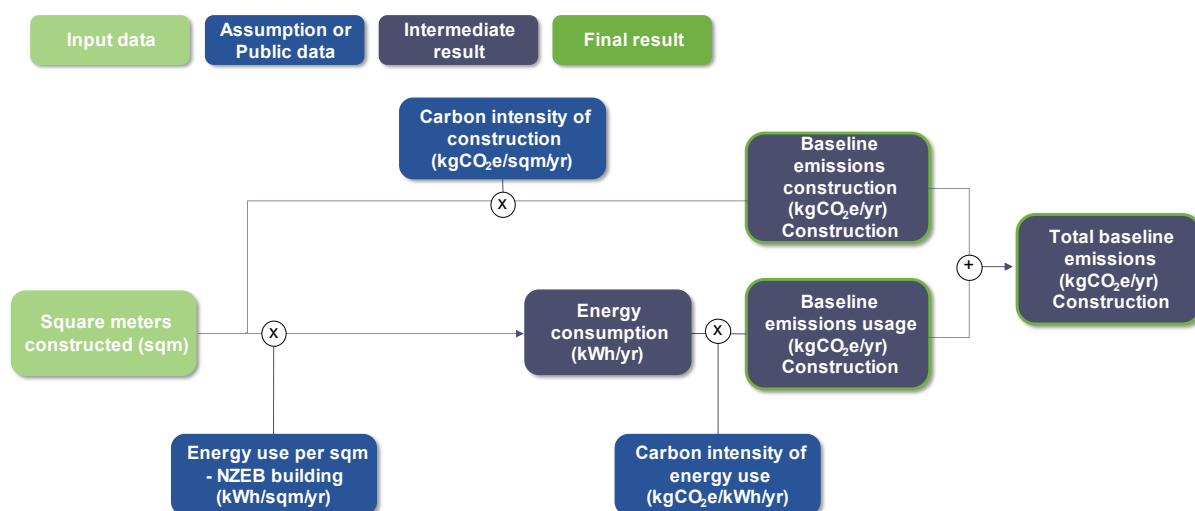 Input data
Assumption or
Public data
Intermediate
result
Final result
Carbon intensity of
construction
(kgCO₂e/sqm/yr)
X
Baseline
emissions
construction
(kgCO₂e/yr)
Construction
Total baseline
emissions
(kgCO₂e/yr)
Construction
+
Square meters
constructed (sqm)
X
Energy
consumption
(kWh/yr)
X
Baseline
emissions usage
(kgCO₂e/yr)
Construction
Energy use per sqm
- NZEB building
(kWh/sqm/yr)
Carbon intensity of
energy use
(kgCO₂e/kWh/yr)